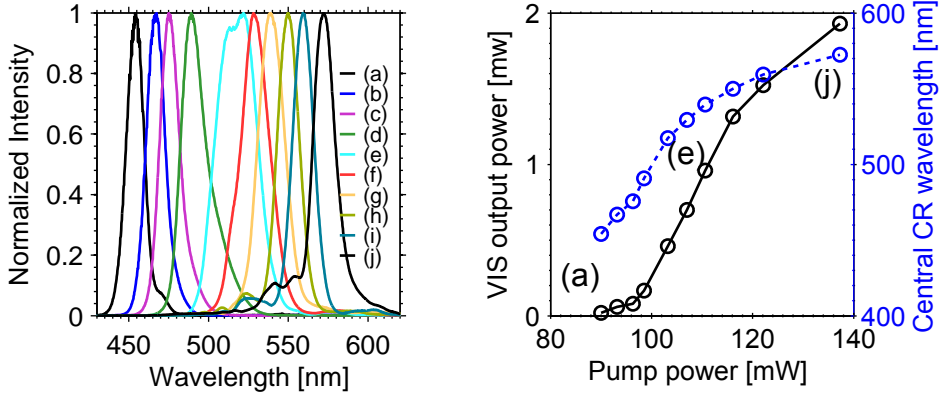 Normalized Intensity
1
0.8
0.6
0.4
0.2
0
450 500 550 600
Wavelength [nm]
(a)
(b)
(c)
(d)
(e)
(f)
(g)
(h)
(i)
(j)
VIS output power [mw]
2
1
0
80 100 120 140
Pump power [mW]
(a)
(e)
(j)
600
500
400
Central CR wavelength [nm]